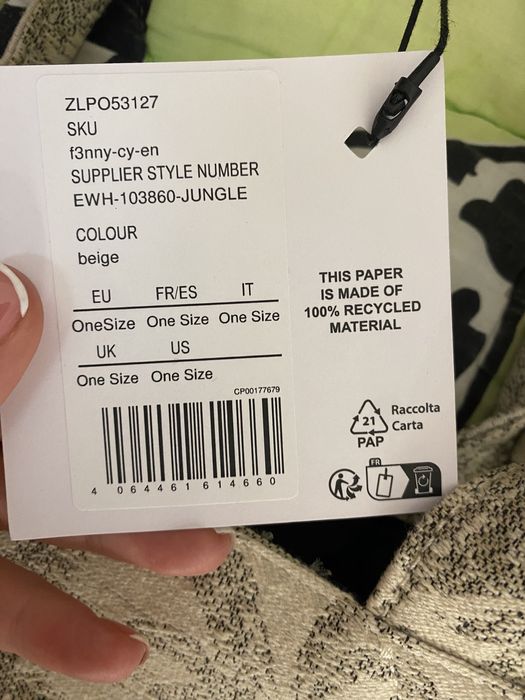 ZLPO53127
SKU
f3nny-cy-en
SUPPLIER STYLE NUMBER
EWH-103860-JUNGLE
COLOUR
beige
EU FR/ES IT
OneSize One Size One Size
UK US
One Size One Size
CP00177679
4 064461 614660
THIS PAPER
IS MADE OF
100% RECYCLED
MATERIAL
21
PAP
Raccolta
Carta
FR